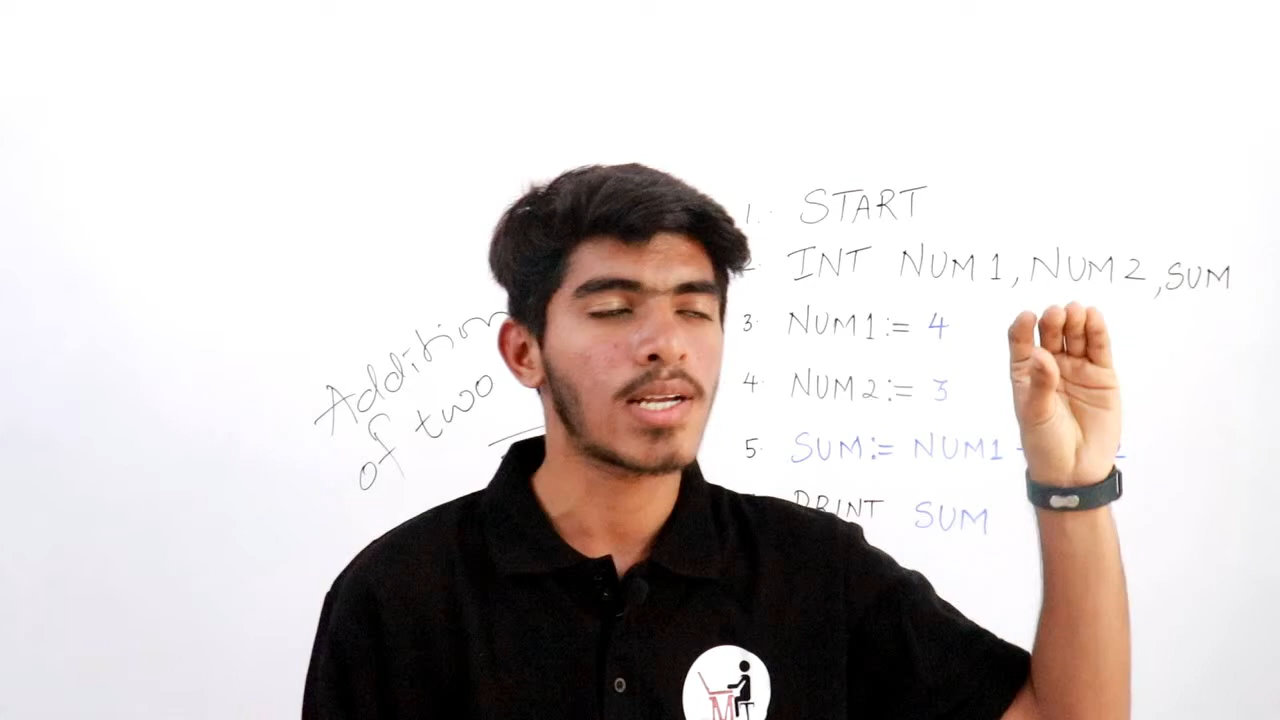 Addition
of two
1. START
2. INT NUM1, NUM2, SUM
3. NUM1:= 4
4. NUM2:= 3
5. SUM:= NUM1
PRINT SUM
MT